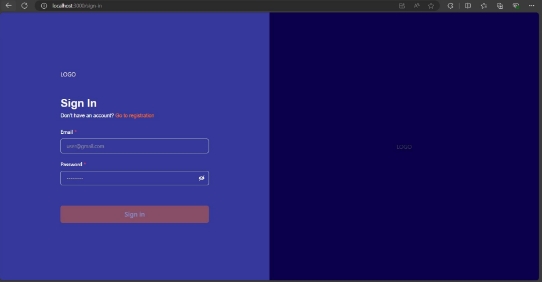 localhost:3000/sign-in
LOGO
Sign In
Don't have an account? Go to registration
Email *
user@gmail.com
Password *
Sign in
LOGO